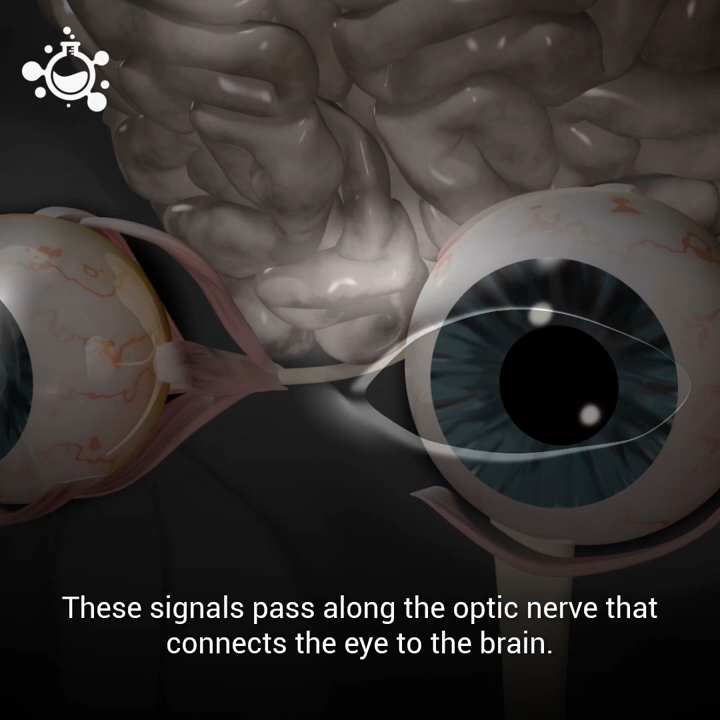 These signals pass along the optic nerve that
connects the eye to the brain.